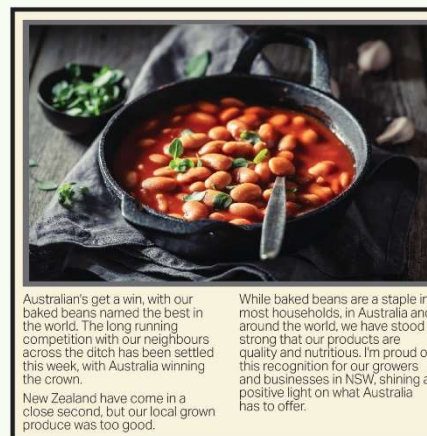 Australian's get a win, with our
baked beans named the best in
the world. The long running
competition with our neighbours
across the ditch has been settled
this week, with Australia winning
the crown.
New Zealand have come in a
close second, but our local grown
produce was too good.
While baked beans are a staple in
most households, in Australia and
around the world, we have stood
strong that our products are
quality and nutritious. I'm proud of
this recognition for our growers
and businesses in NSW, shining a
positive light on what Australia
has to offer.